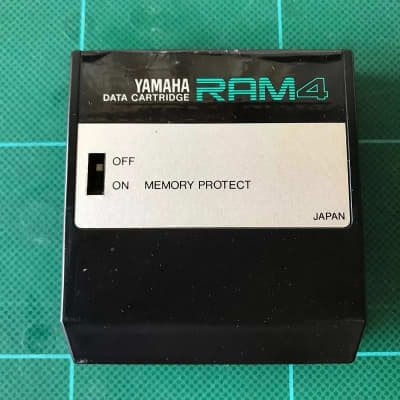 YAMAHA
DATA CARTRIDGE RAM4
OFF
ON MEMORY PROTECT
JAPAN